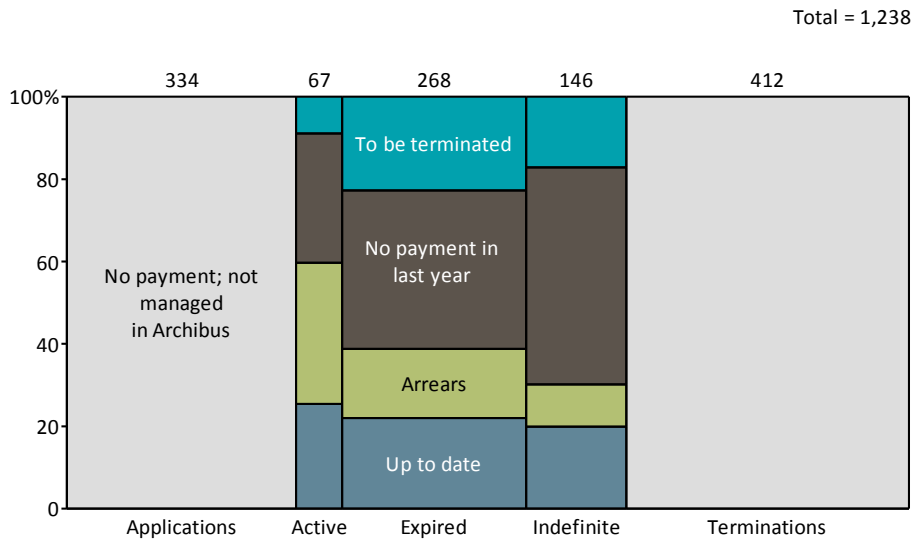 Total = 1,238
334 67 268 146 412
100%
80
60
40
20
0
To be terminated
No payment in
last year
No payment; not
managed
in Archibus
Arrears
Up to date
Applications Active Expired Indefinite Terminations